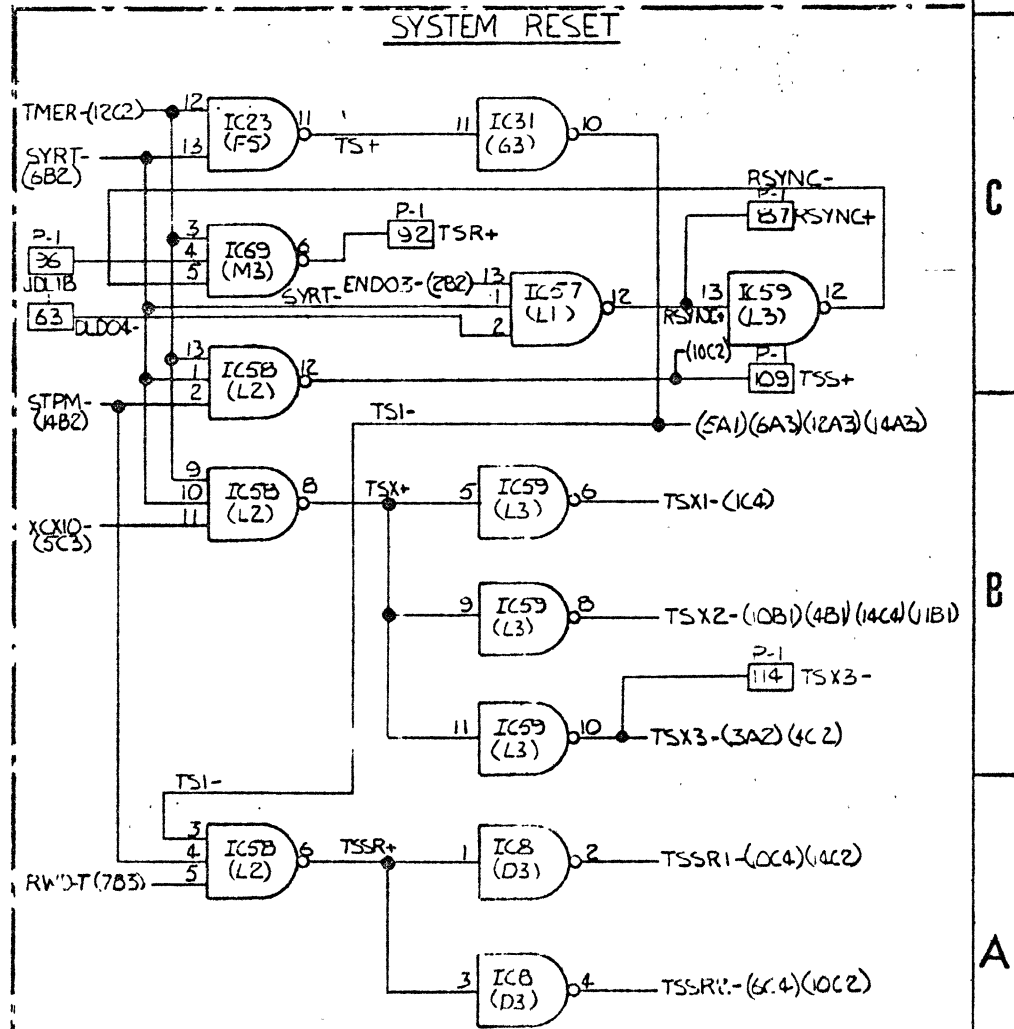 SYSTEM RESET
TMER-(12C2)
12
IC23
(F5)
11
TS+
11
IC31
(G3)
10
SYRT-
(6B2)
13
C
RSYNC-
P-1
87
RSYNC+
P-1
92
TSR+
3
4
5
IC69
(M3)
6
P-1
36
JDL1B
63
DLD04-
SYRT-
END03-(2B2)
13
1
2
IC57
(L1)
12
RSYNC+
13
IC59
(L3)
12
(10C2)
P-1
109
TSS+
13
1
2
IC58
(L2)
12
STPM-
(14B2)
TS1-
(5A1)(6A3)(12A3)(14A3)
9
10
11
IC58
(L2)
8
TSX+
5
IC59
(L3)
6
TSX1-(1C4)
XCX10-
(5C3)
B
9
IC59
(L3)
8
TSX2-(10B1)(4B1)(14C4)(11B1)
P-1
114
TSX3-
11
IC59
(L3)
10
TSX3-(3A2)(4C2)
TS1-
3
4
5
IC58
(L2)
6
TSSR+
1
IC8
(D3)
2
TSSR1-(10C4)(14C2)
(7B3)
A
3
IC8
(D3)
4
(6C4)(10C2)